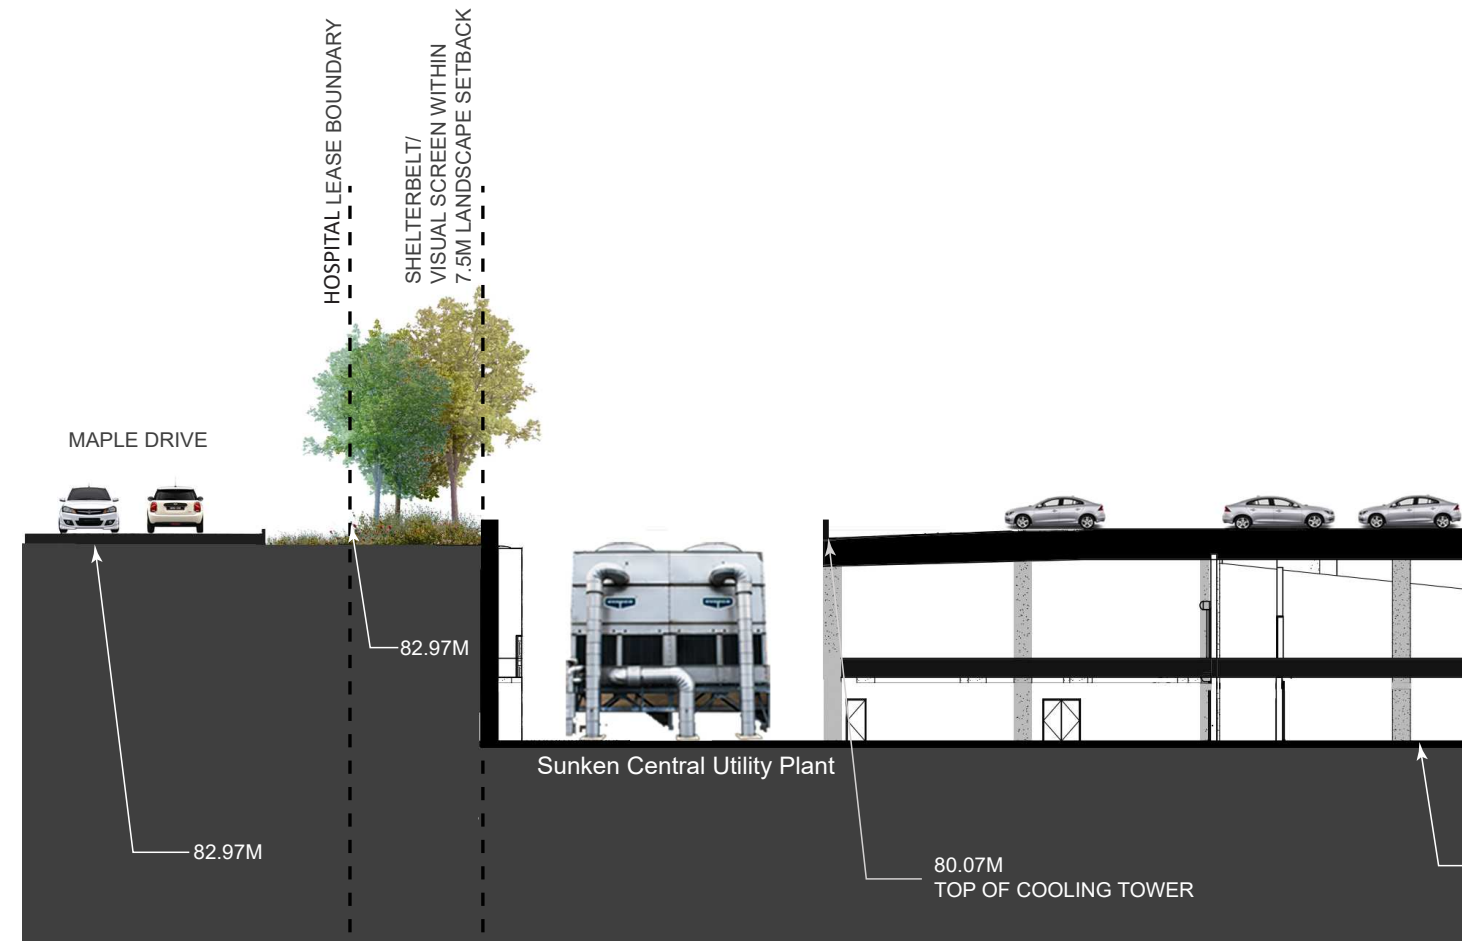 HOSPITAL LEASE BOUNDARY
SHELTERBELT/
VISUAL SCREEN WITHIN
7.5M LANDSCAPE SETBACK
MAPLE DRIVE
82.97M
Sunken Central Utility Plant
82.97M
80.07M
TOP OF COOLING TOWER